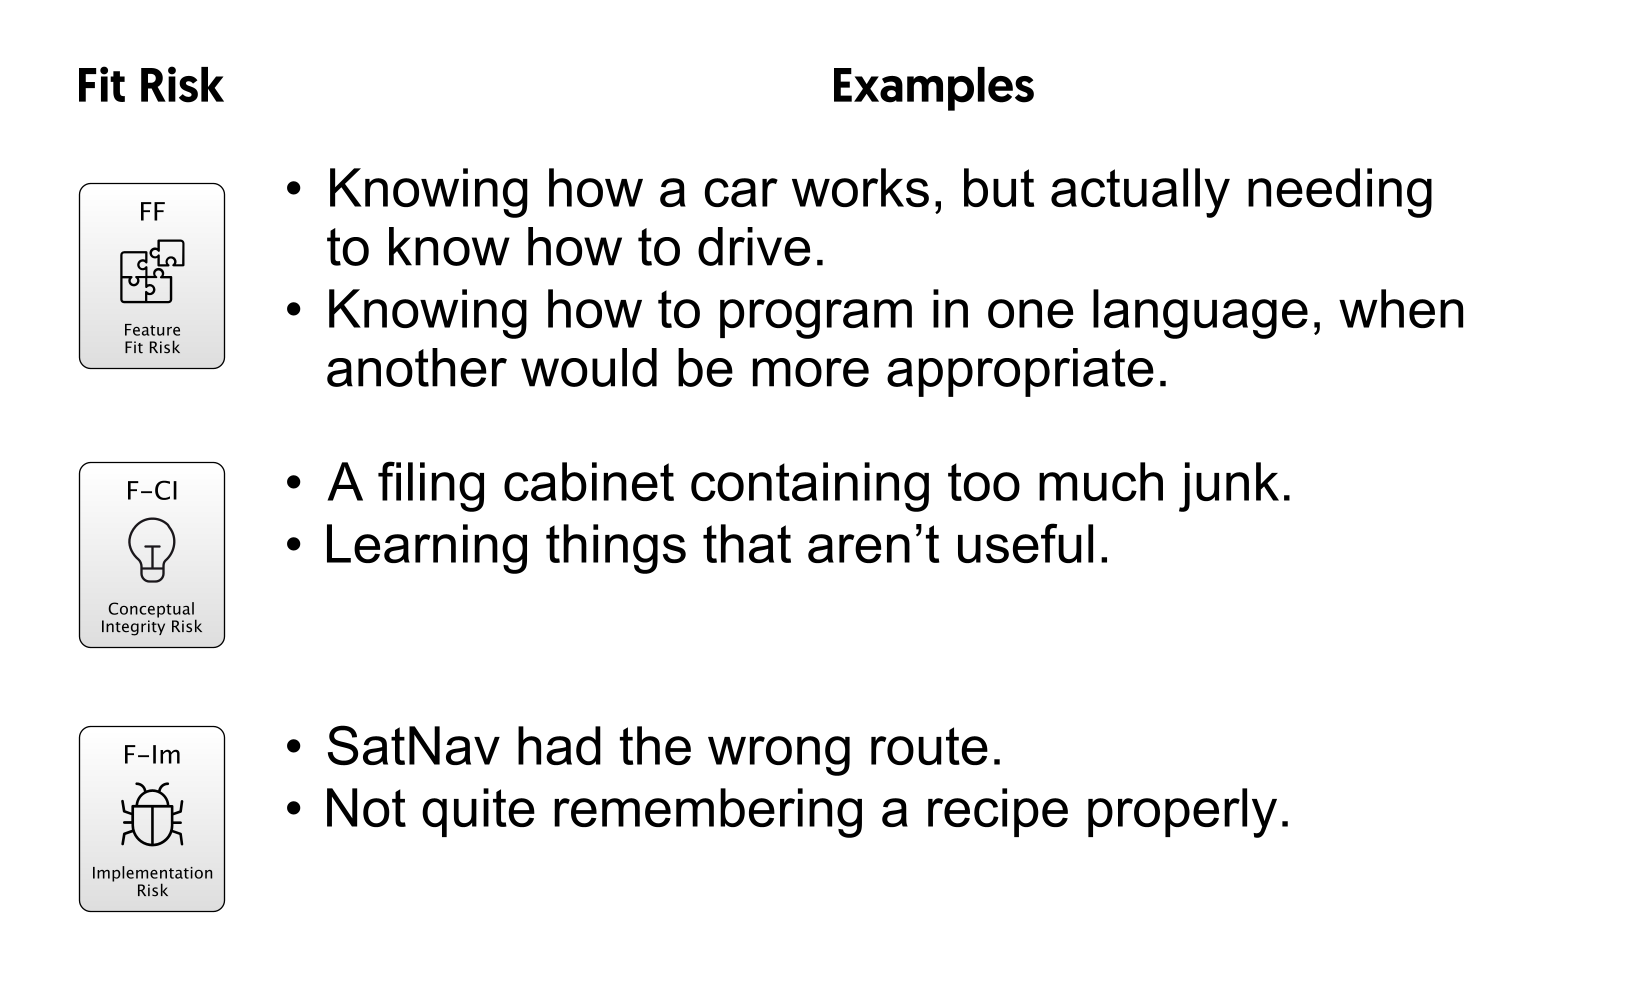 Fit Risk
Examples
FF
Feature
Fit Risk
• Knowing how a car works, but actually needing
to know how to drive.
• Knowing how to program in one language, when
another would be more appropriate.
F–CI
Conceptual
Integrity Risk
• A filing cabinet containing too much junk.
• Learning things that aren’t useful.
F–Im
Implementation
Risk
• SatNav had the wrong route.
• Not quite remembering a recipe properly.